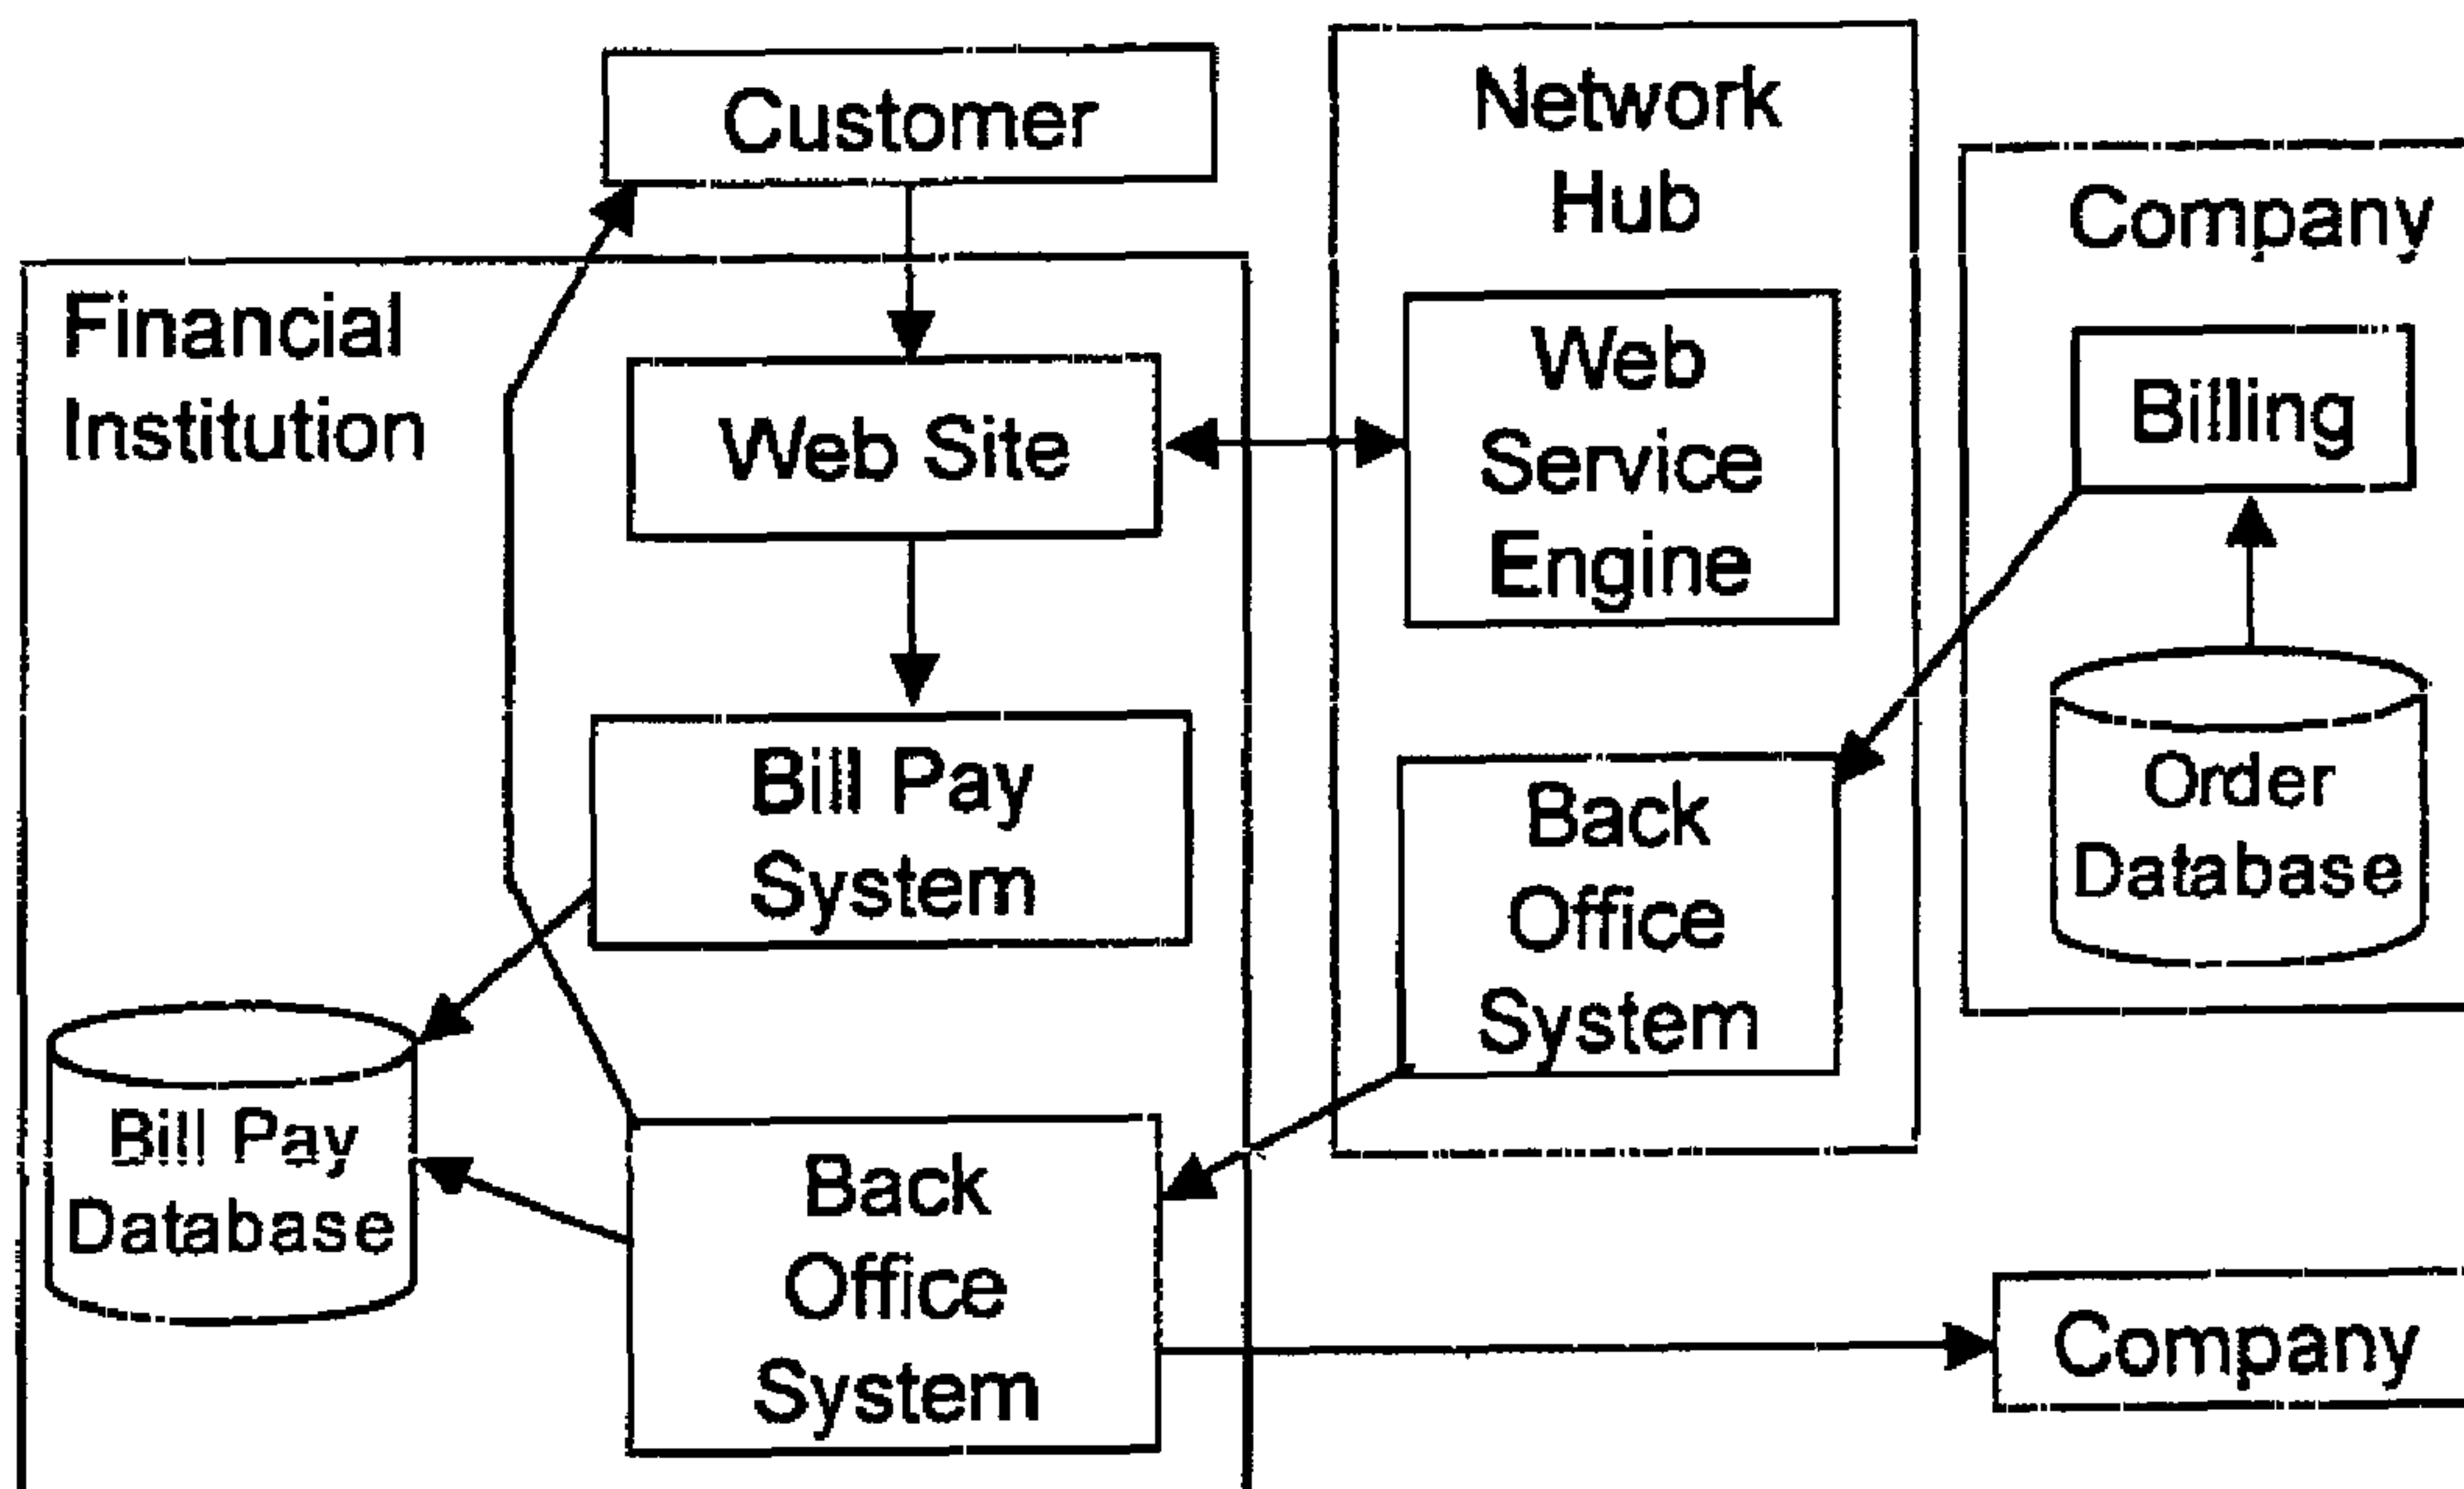 Customer
Network
Hub
Company
Financial
Institution
Web Site
Web
Service
Engine
Billing
Bill Pay
System
Back
Office
System
Order
Database
Bill Pay
Database
Back
Office
System
Company